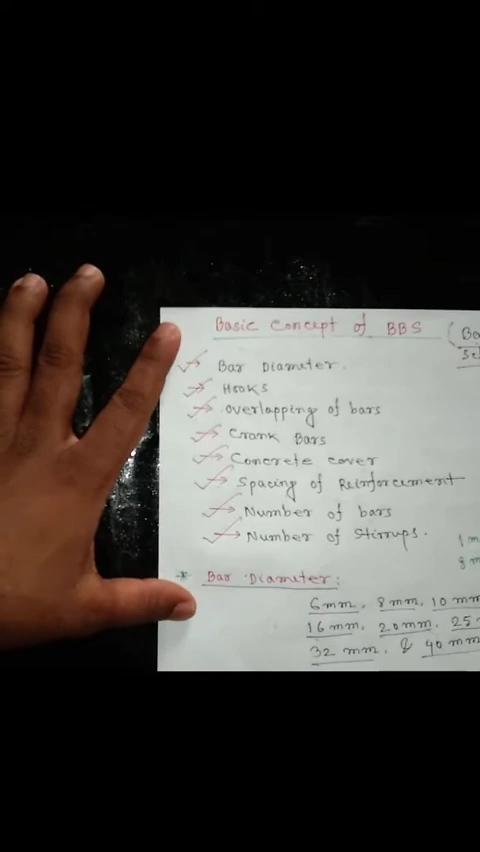 Basic Concept of BBS
Bar Diameter.
Hooks
overlapping of bars
Crank Bars
Concrete cover
Spacing of Reinforcement
Number of bars
Number of Stirrups.
* Bar Diameter:
6mm, 8mm, 10mm
16mm, 20mm, 25
32 mm, & 40mm